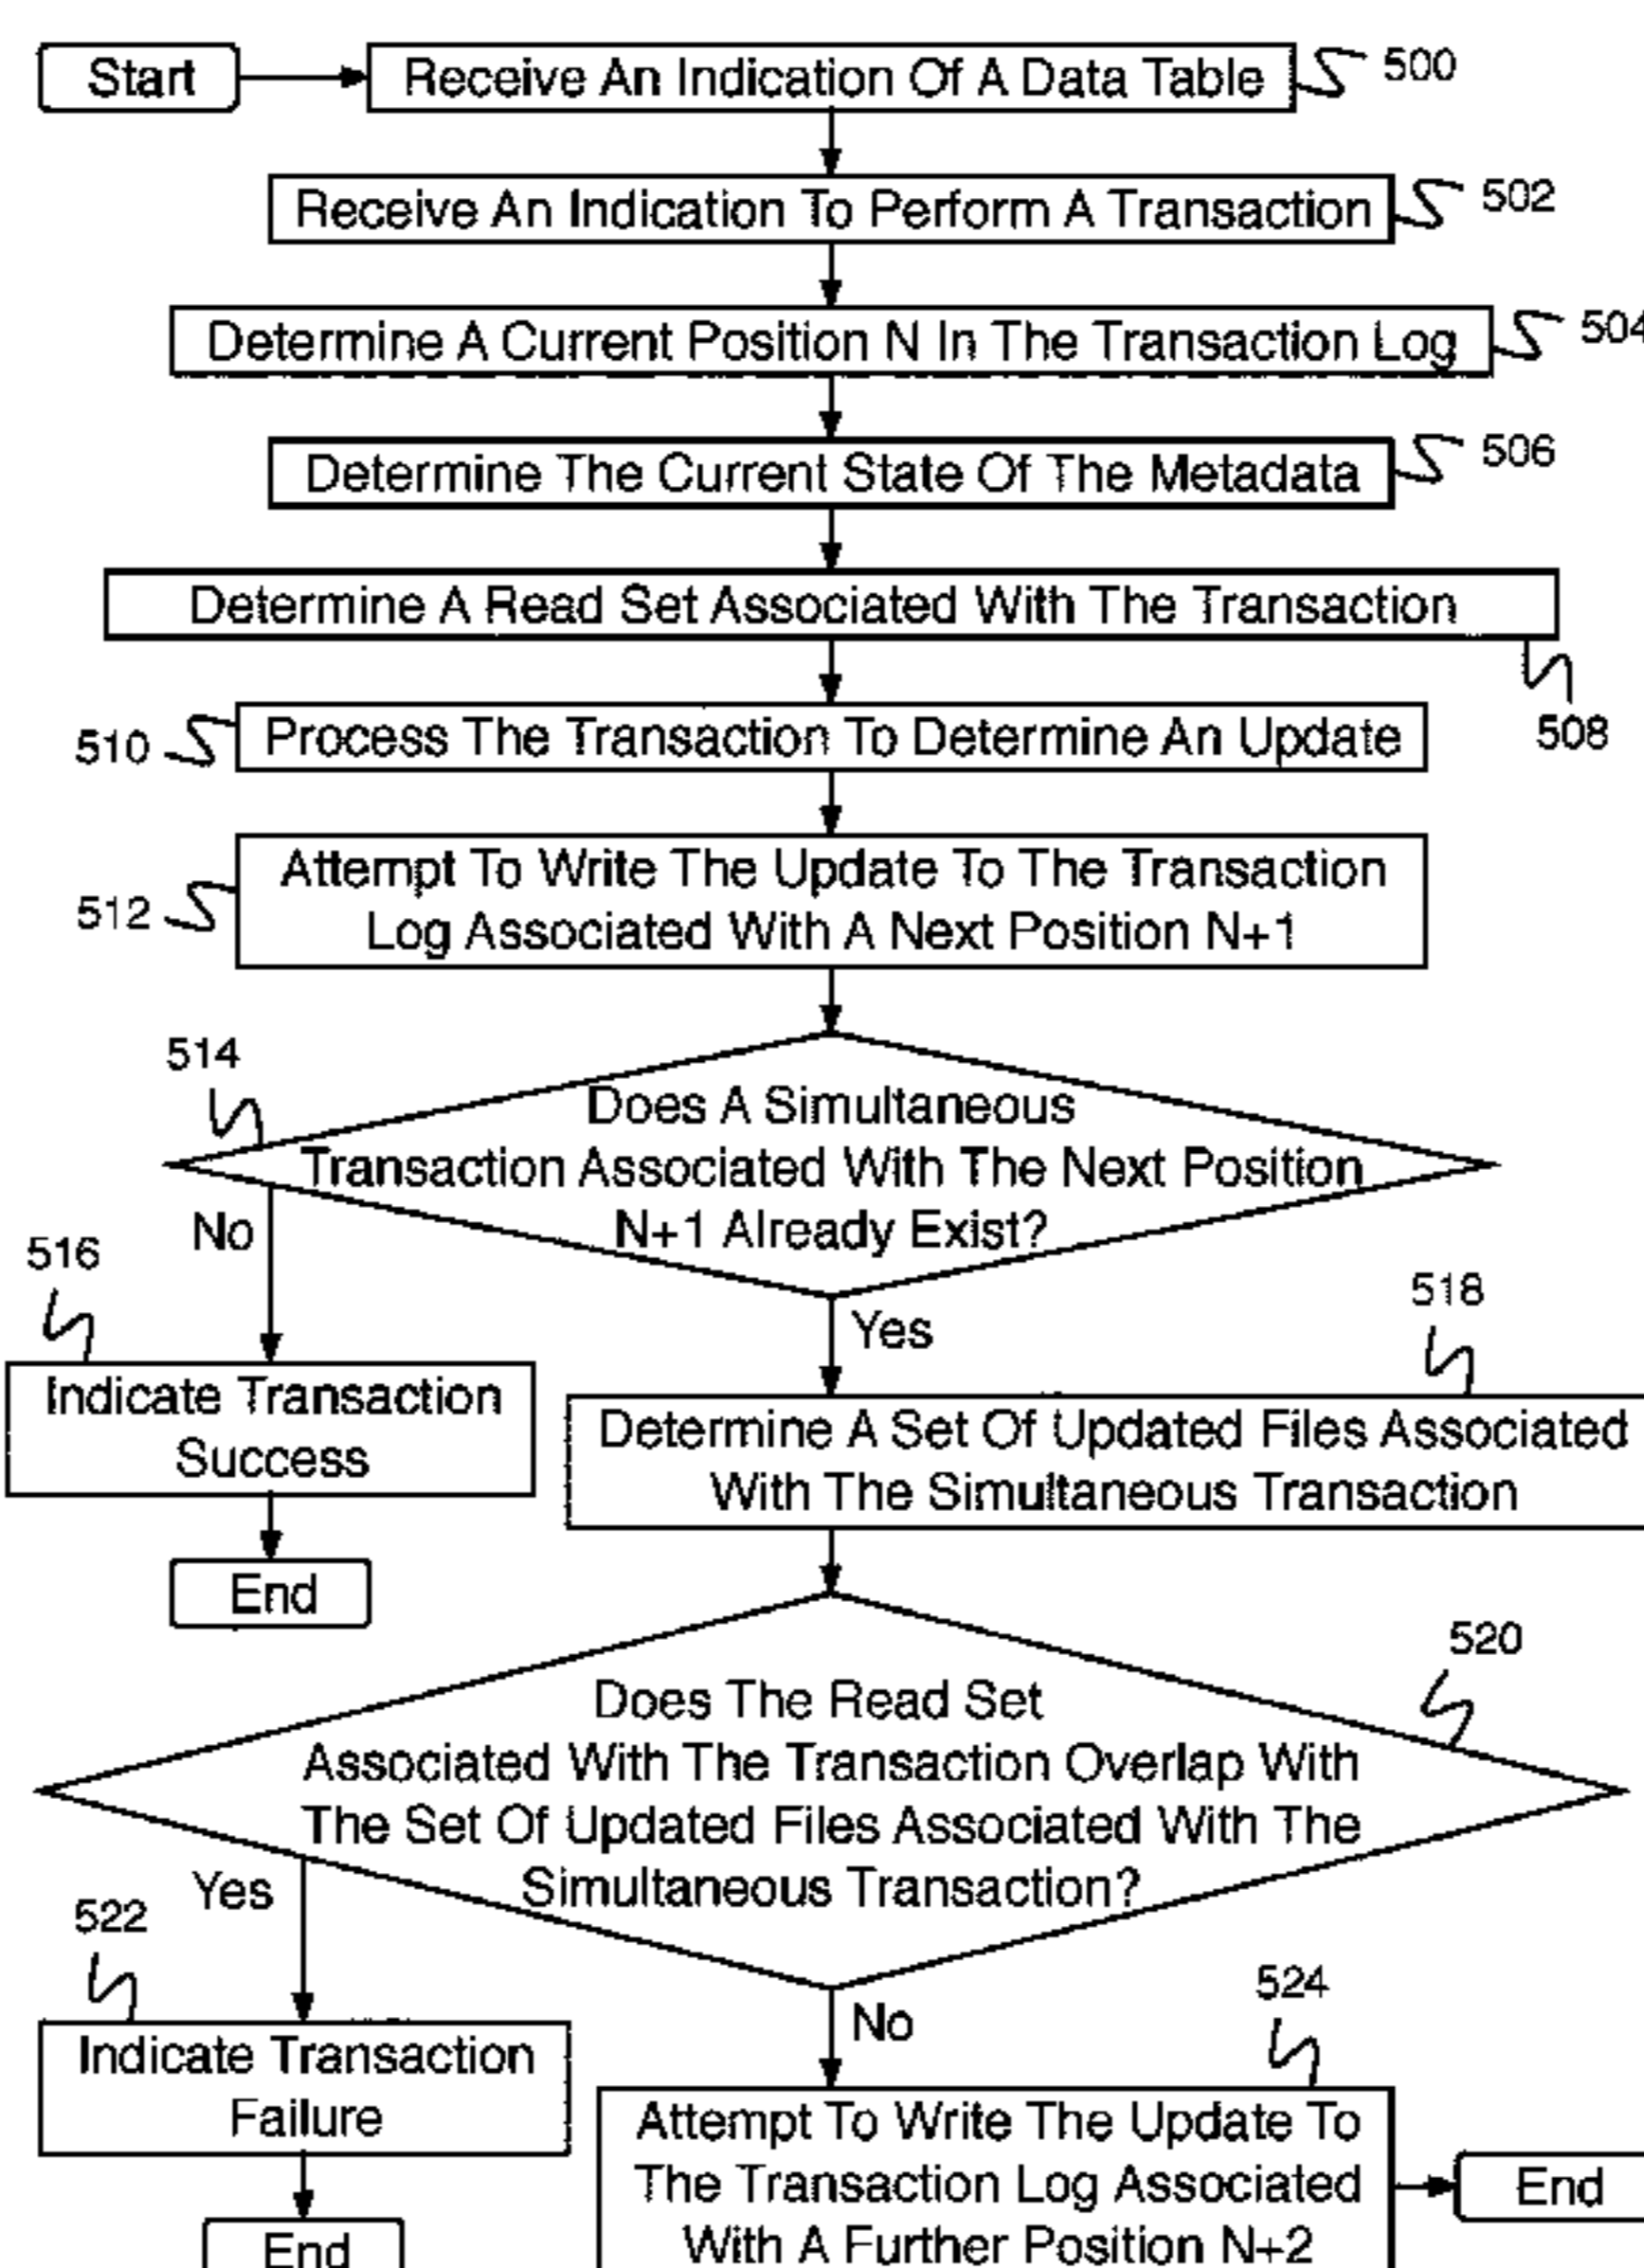 Start
Receive An Indication Of A Data Table
500
Receive An Indication To Perform A Transaction
502
Determine A Current Position N In The Transaction Log
504
Determine The Current State Of The Metadata
506
Determine A Read Set Associated With The Transaction
508
510
Process The Transaction To Determine An Update
512
Attempt To Write The Update To The Transaction
Log Associated With A Next Position N+1
514
Does A Simultaneous
Transaction Associated With The Next Position
N+1 Already Exist?
No
Yes
516
Indicate Transaction
Success
End
518
Determine A Set Of Updated Files Associated
With The Simultaneous Transaction
520
Does The Read Set
Associated With The Transaction Overlap With
The Set Of Updated Files Associated With The
Simultaneous Transaction?
Yes
No
522
Indicate Transaction
Failure
End
524
Attempt To Write The Update To
The Transaction Log Associated
With A Further Position N+2
End